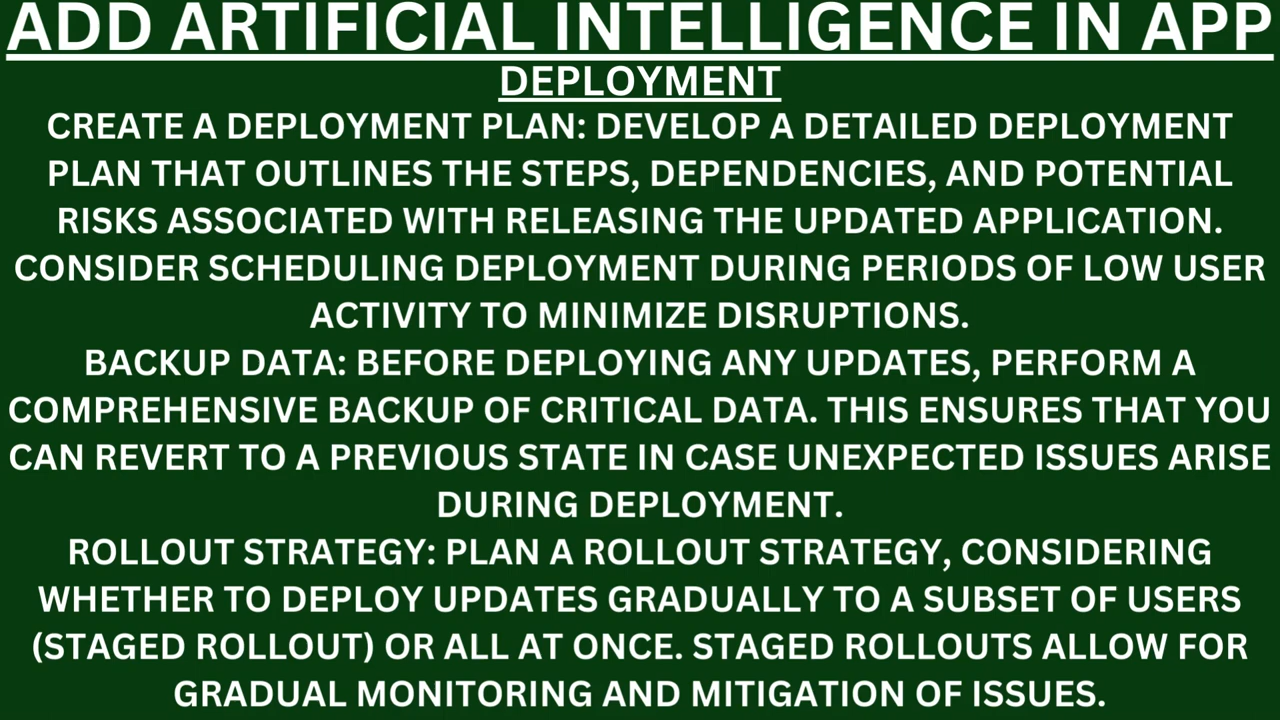 ADD ARTIFICIAL INTELLIGENCE IN APP
DEPLOYMENT
CREATE A DEPLOYMENT PLAN: DEVELOP A DETAILED DEPLOYMENT
PLAN THAT OUTLINES THE STEPS, DEPENDENCIES, AND POTENTIAL
RISKS ASSOCIATED WITH RELEASING THE UPDATED APPLICATION.
CONSIDER SCHEDULING DEPLOYMENT DURING PERIODS OF LOW USER
ACTIVITY TO MINIMIZE DISRUPTIONS.
BACKUP DATA: BEFORE DEPLOYING ANY UPDATES, PERFORM A
COMPREHENSIVE BACKUP OF CRITICAL DATA. THIS ENSURES THAT YOU
CAN REVERT TO A PREVIOUS STATE IN CASE UNEXPECTED ISSUES ARISE
DURING DEPLOYMENT.
ROLLOUT STRATEGY: PLAN A ROLLOUT STRATEGY, CONSIDERING
WHETHER TO DEPLOY UPDATES GRADUALLY TO A SUBSET OF USERS
(STAGED ROLLOUT) OR ALL AT ONCE. STAGED ROLLOUTS ALLOW FOR
GRADUAL MONITORING AND MITIGATION OF ISSUES.